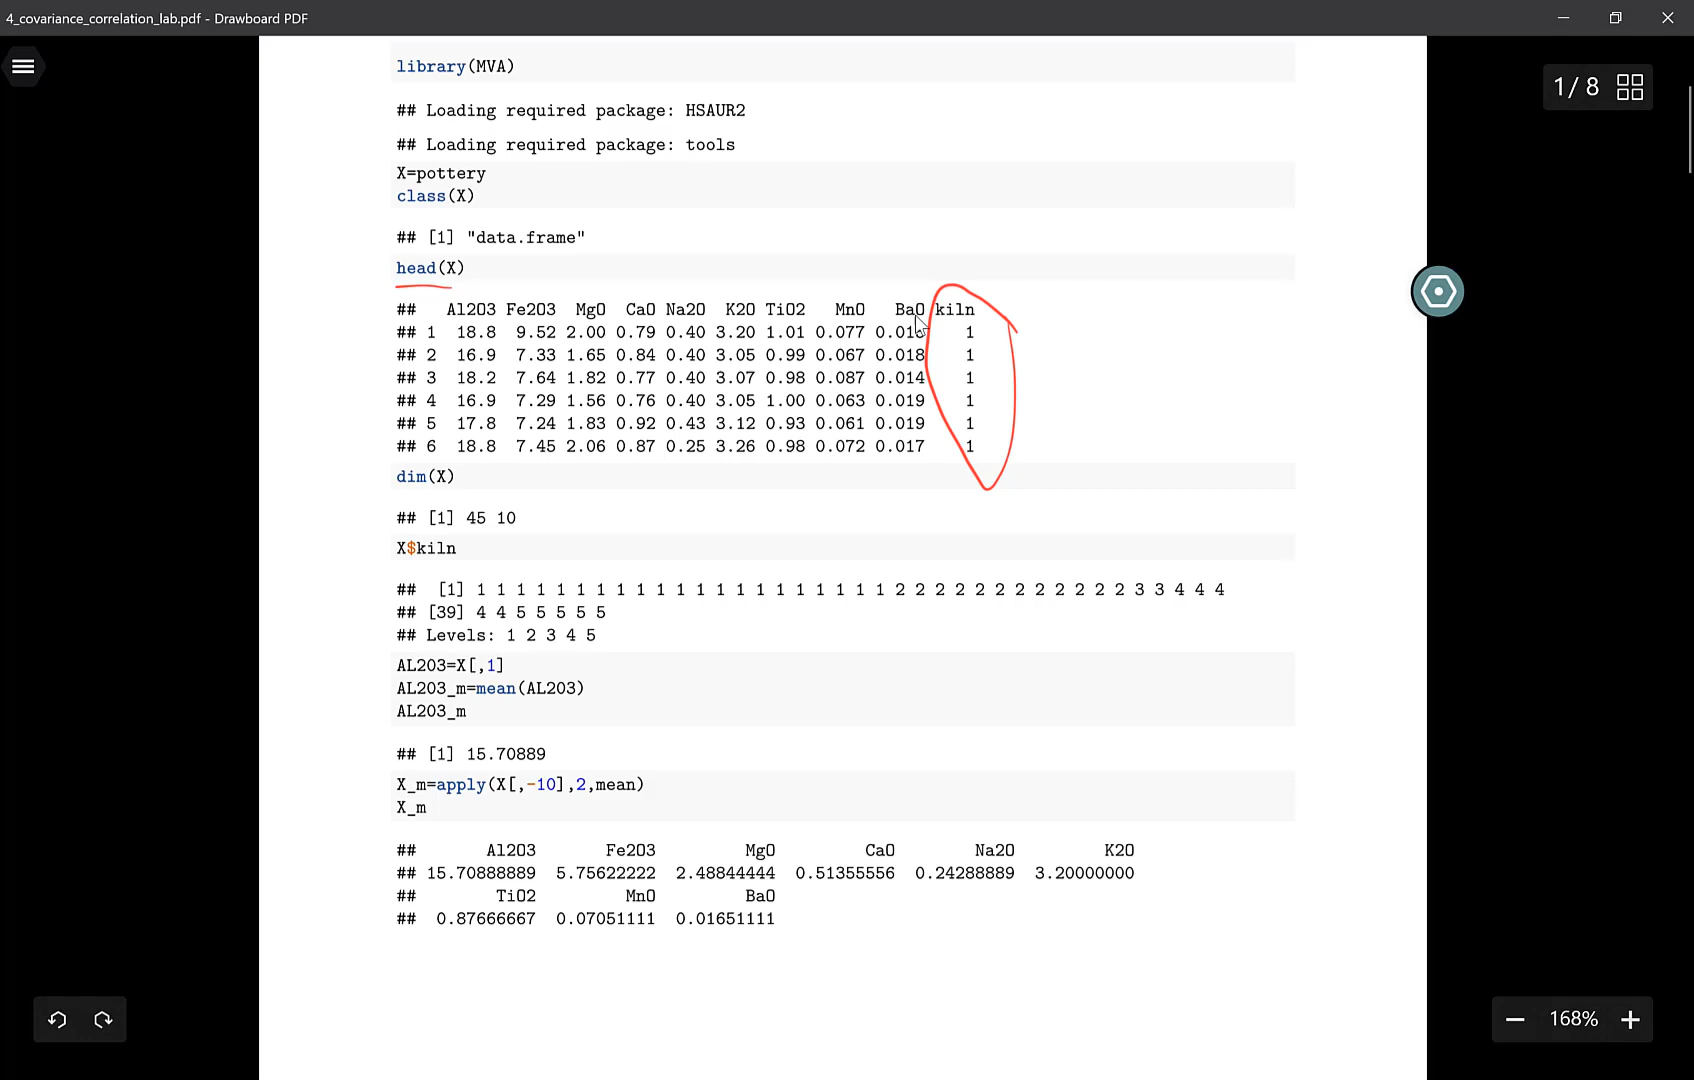 4_covariance_correlation_lab.pdf - Drawboard PDF
1 / 8
library(MVA)
## Loading required package: HSAUR2
## Loading required package: tools
X=pottery
class(X)
## [1] "data.frame"
head(X)
## Al2O3 Fe2O3 MgO CaO Na2O K2O TiO2 MnO BaO kiln
## 1 18.8 9.52 2.00 0.79 0.40 3.20 1.01 0.077 1
## 2 16.9 7.33 1.65 0.84 0.40 3.05 0.99 0.067 0.018 1
## 3 18.2 7.64 1.82 0.77 0.40 3.07 0.98 0.087 0.014 1
## 4 16.9 7.29 1.56 0.76 0.40 3.05 1.00 0.063 0.019 1
## 5 17.8 7.24 1.83 0.92 0.43 3.12 0.93 0.061 0.019 1
## 6 18.8 7.45 2.06 0.87 0.25 3.26 0.98 0.072 0.017 1
dim(X)
## [1] 45 10
X$kiln
## [1] 1 1 1 1 1 1 1 1 1 1 1 1 1 1 1 1 1 1 1 1 1 2 2 2 2 2 2 2 2 2 2 2 2 3 3 4 4 4
## [39] 4 4 5 5 5 5 5
## Levels: 1 2 3 4 5
AL203=X[,1]
AL203_m=mean(AL203)
AL203_m
## [1] 15.70889
X_m=apply(X[,-10],2,mean)
X_m
## Al2O3 Fe2O3 MgO CaO Na2O K2O
## 15.70888889 5.75622222 2.48844444 0.51355556 0.24288889 3.20000000
## TiO2 MnO BaO
## 0.87666667 0.07051111 0.01651111
168%